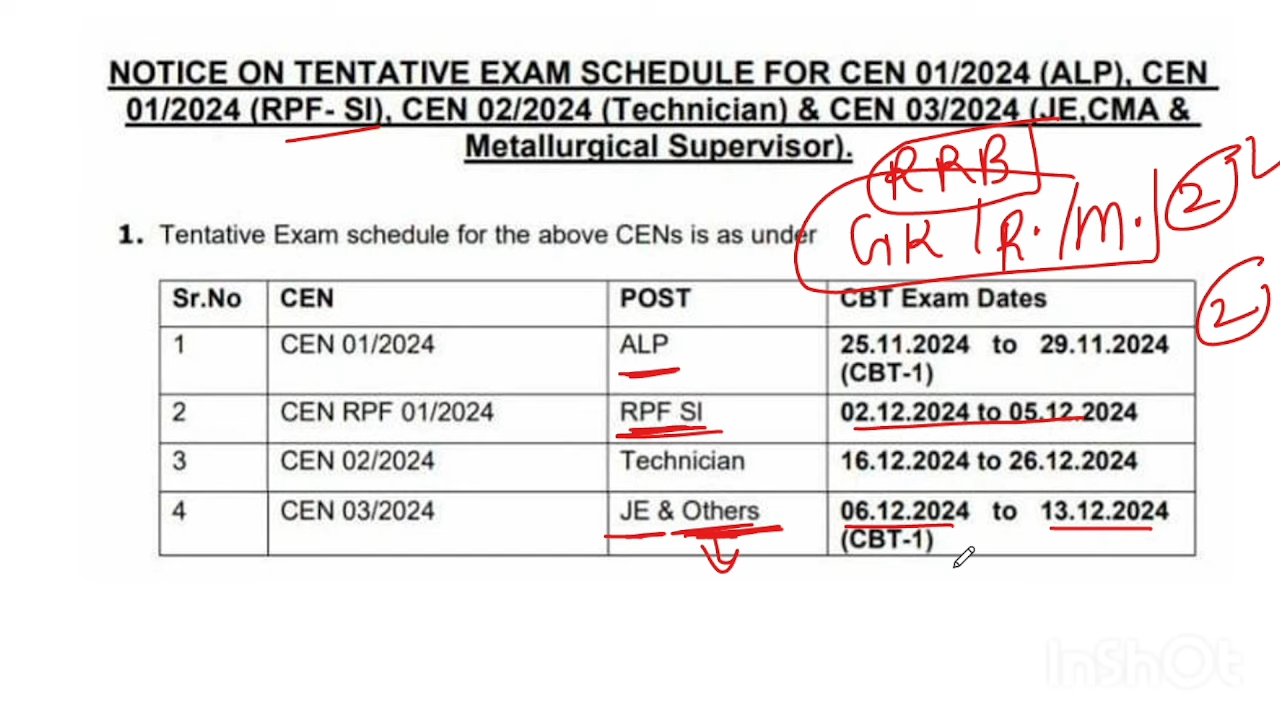 NOTICE ON TENTATIVE EXAM SCHEDULE FOR CEN 01/2024 (ALP), CEN
01/2024 (RPF- SI), CEN 02/2024 (Technician) & CEN 03/2024 (JE,CMA &
Metallurgical Supervisor).
RRB
GK / R. / M.
2
1. Tentative Exam schedule for the above CENs is as under
Sr.No CEN POST CBT Exam Dates
2
1 CEN 01/2024 ALP 25.11.2024 to 29.11.2024
(CBT-1)
2 CEN RPF 01/2024 RPF SI 02.12.2024 to 05.12.2024
3 CEN 02/2024 Technician 16.12.2024 to 26.12.2024
4 CEN 03/2024 JE & Others 06.12.2024 to 13.12.2024
(CBT-1)
InShOt